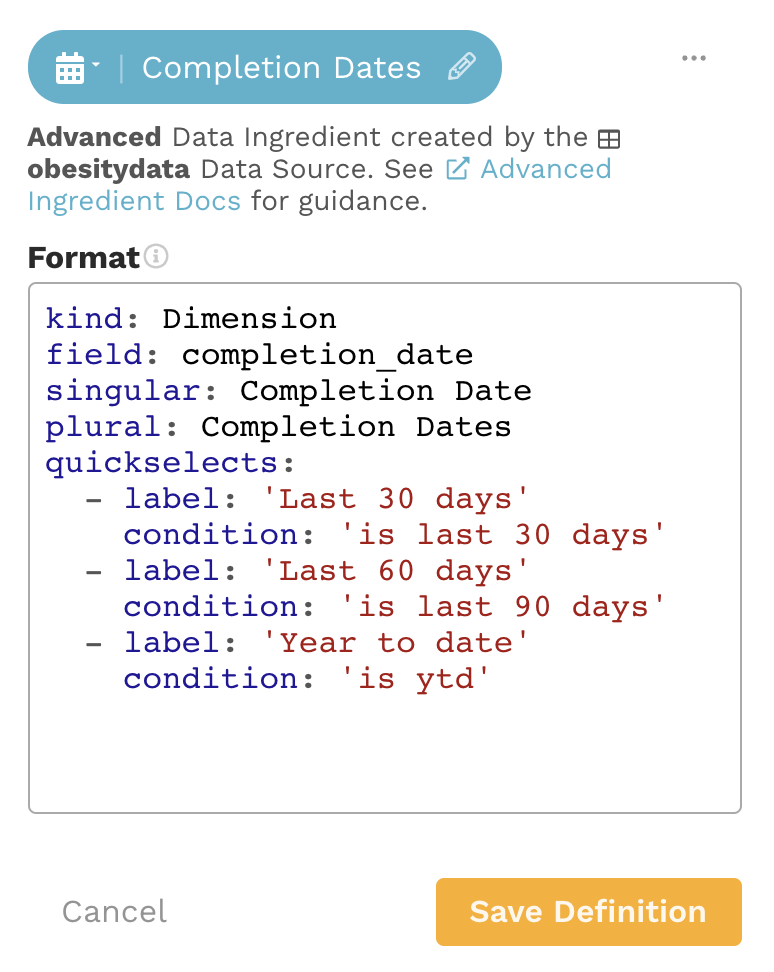 Completion Dates
Advanced Data Ingredient created by the
obesitydata Data Source. See Advanced
Ingredient Docs for guidance.
Format
kind: Dimension
field: completion_date
singular: Completion Date
plural: Completion Dates
quickselects:
  - label: 'Last 30 days'
    condition: 'is last 30 days'
  - label: 'Last 60 days'
    condition: 'is last 90 days'
  - label: 'Year to date'
    condition: 'is ytd'
Cancel
Save Definition